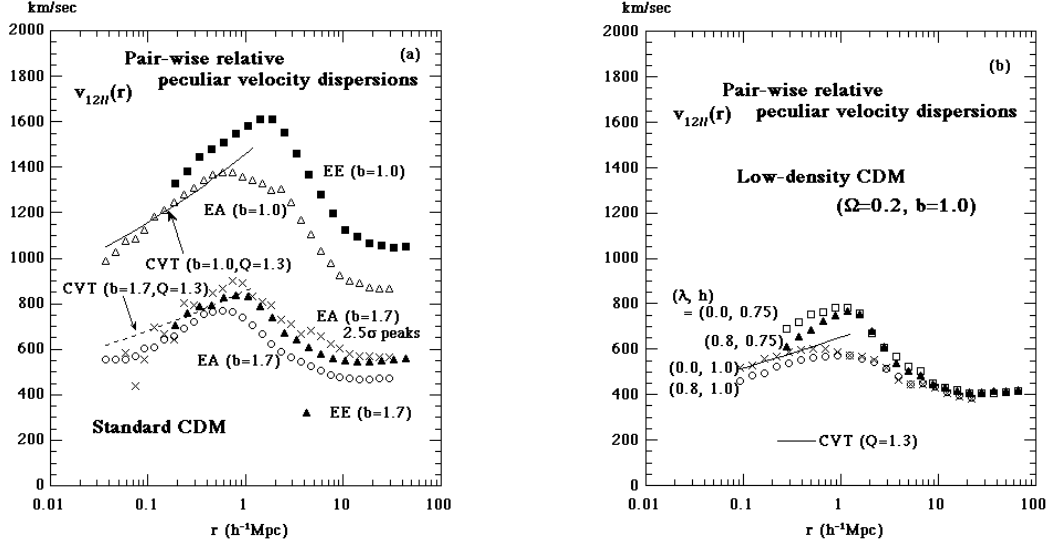 km/sec
2000
1800
1600
1400
1200
1000
800
600
400
200
0
(a)
Pair-wise relative
peculiar velocity dispersions
v12//(r)
EE (b=1.0)
EA (b=1.0)
CVT (b=1.0,Q=1.3)
CVT (b=1.7,Q=1.3)
EA (b=1.7)
2.5σ peaks
EA (b=1.7)
▲ EE (b=1.7)
Standard CDM
0.01 0.1 1 10 100
r (h⁻¹Mpc)
km/sec
2000
1800
1600
1400
1200
1000
800
600
400
200
0
(b)
Pair-wise relative
v12//(r) peculiar velocity dispersions
Low-density CDM
(Ω=0.2, b=1.0)
(λ, h)
= (0.0, 0.75)
(0.8, 0.75)
(0.0, 1.0)
(0.8, 1.0)
CVT (Q=1.3)
0.01 0.1 1 10 100
r (h⁻¹Mpc)